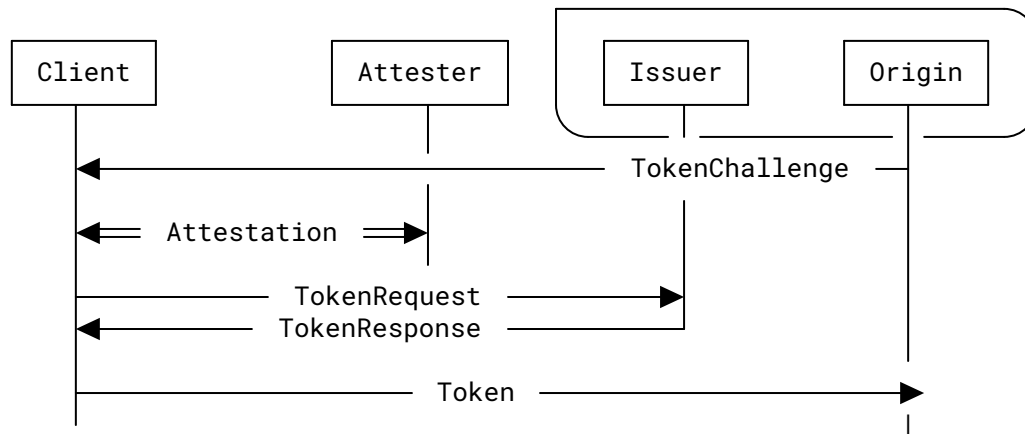 Client Attester Issuer Origin
TokenChallenge
Attestation
TokenRequest
TokenResponse
Token